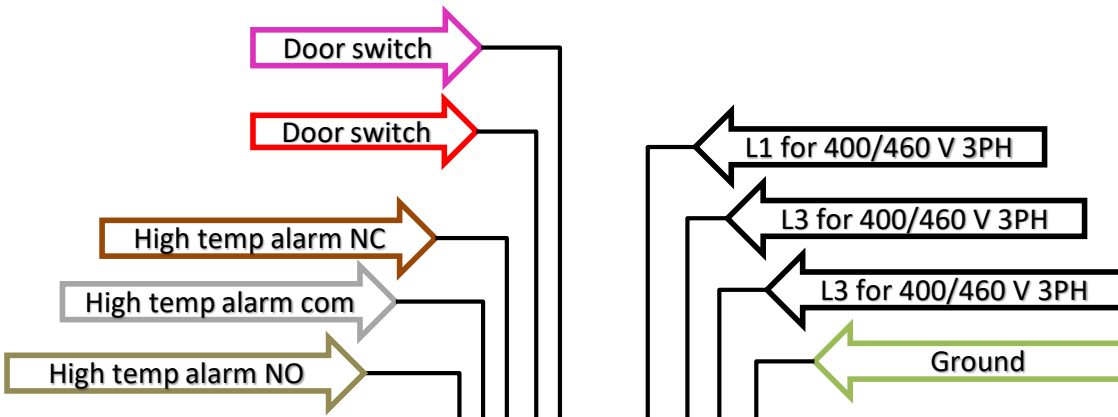 Door switch
Door switch
High temp alarm NC
High temp alarm com
High temp alarm NO
L1 for 400/460 V 3PH
L3 for 400/460 V 3PH
L3 for 400/460 V 3PH
Ground